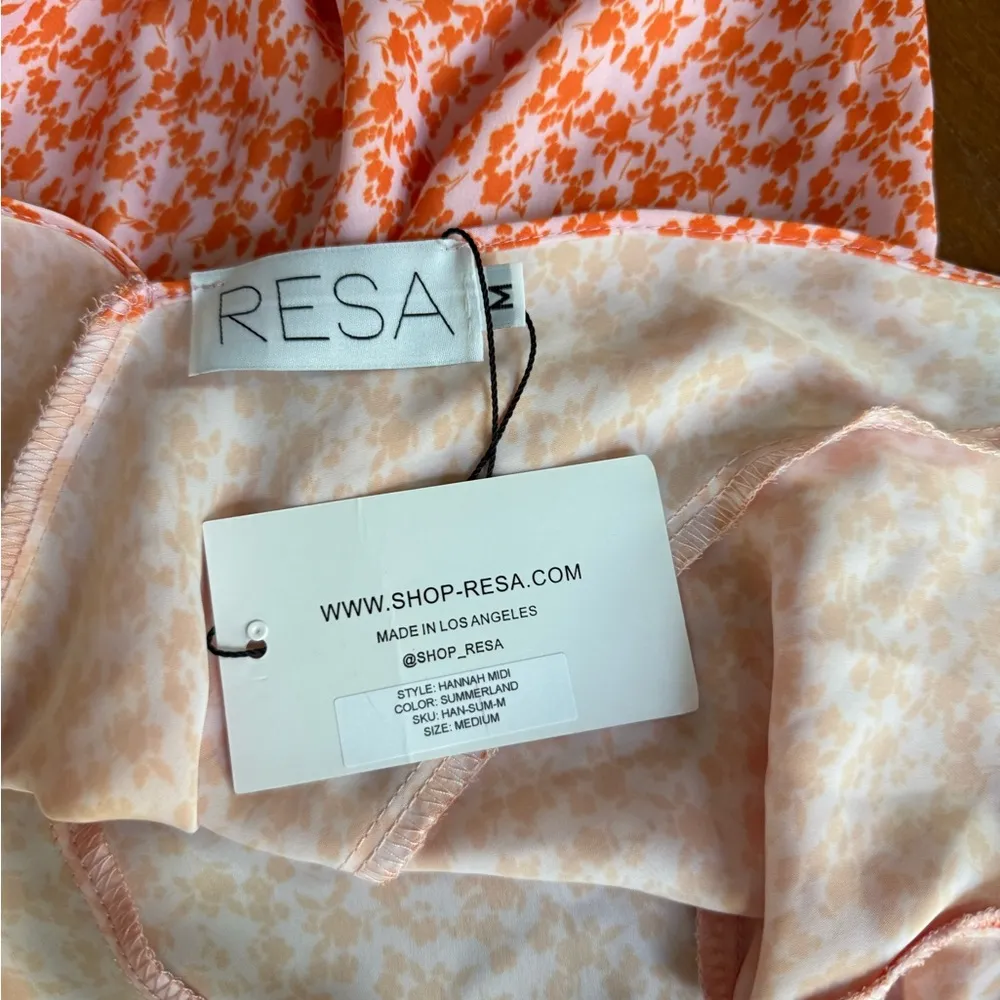 RESA
M
WWW.SHOP-RESA.COM
MADE IN LOS ANGELES
@SHOP_RESA
STYLE: HANNAH MIDI
COLOR: SUMMERLAND
SKU: HAN-SUM-M
SIZE: MEDIUM